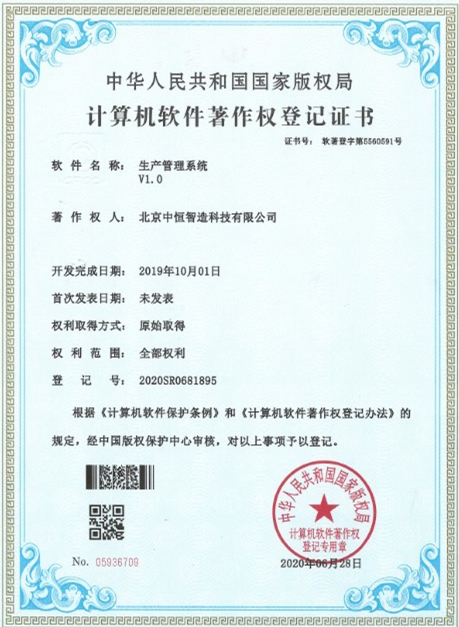 中华人民共和国国家版权局
计算机软件著作权登记证书
证书号： 软著登字第5560591号
软件名称： 生产管理系统
V1.0
著作权人： 北京中恒智造科技有限公司
开发完成日期： 2019年10月01日
首次发表日期： 未发表
权利取得方式： 原始取得
权利范围： 全部权利
登记号： 2020SR0681895
根据《计算机软件保护条例》和《计算机软件著作权登记办法》的
规定，经中国版权保护中心审核，对以上事项予以登记。
中华人民共和国国家版权局
计算机软件著作权
登记专用章
No. 05936709
2020年06月28日